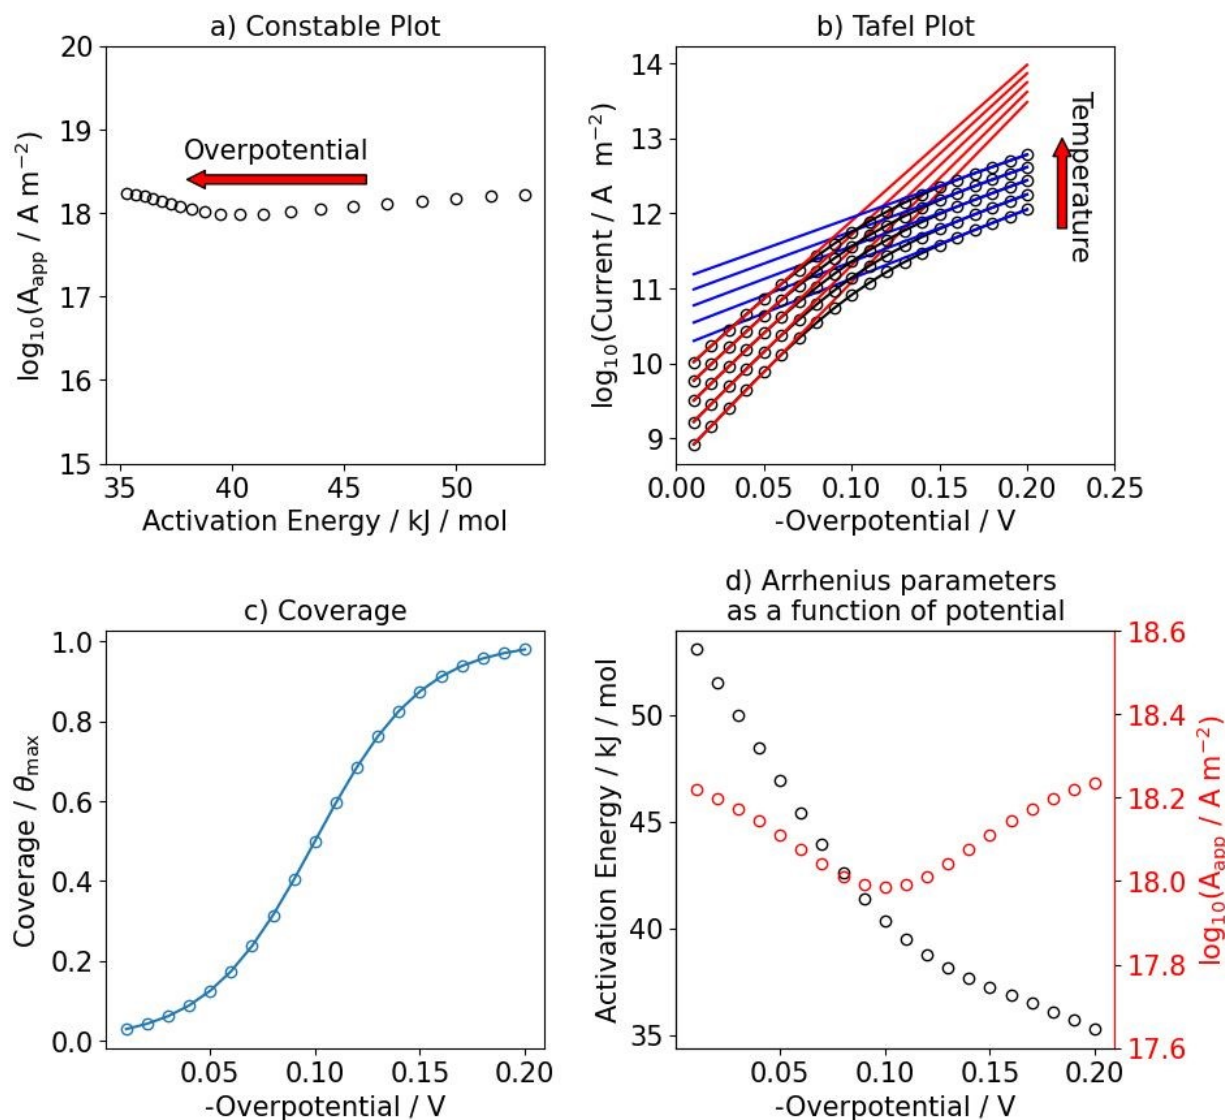 a) Constable Plot
20
19
18
17
16
15
log₁₀(A_app / A m⁻²)
Overpotential
35 40 45 50
Activation Energy / kJ / mol
b) Tafel Plot
14
13
12
11
10
9
log₁₀(Current / A m⁻²)
Temperature
0.00 0.05 0.10 0.15 0.20 0.25
-Overpotential / V
c) Coverage
1.0
0.8
0.6
0.4
0.2
0.0
Coverage / θ_max
0.05 0.10 0.15 0.20
-Overpotential / V
d) Arrhenius parameters
as a function of potential
50
45
40
35
Activation Energy / kJ / mol
18.6
18.4
18.2
18.0
17.8
17.6
log₁₀(A_app / A m⁻²)
0.05 0.10 0.15 0.20
-Overpotential / V